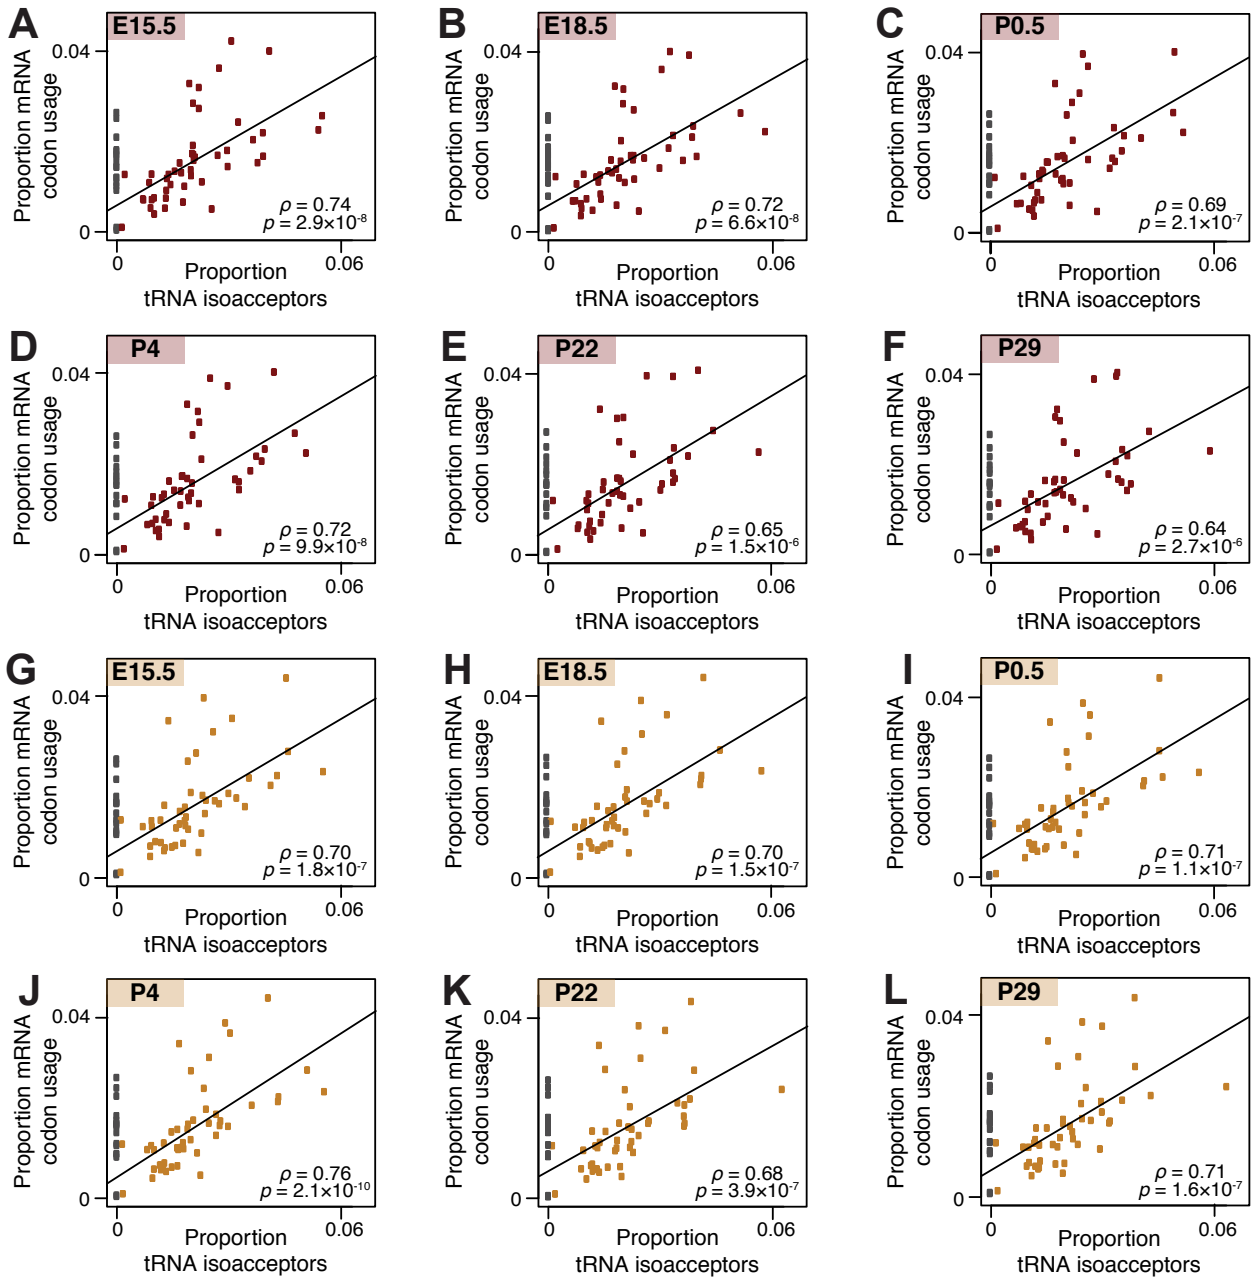 A
E15.5
Proportion mRNA
codon usage
0.04
0
ρ = 0.74
p = 2.9×10-8
0
0.06
Proportion
tRNA isoacceptors
B
E18.5
Proportion mRNA
codon usage
0.04
0
ρ = 0.72
p = 6.6×10-8
0
0.06
Proportion
tRNA isoacceptors
C
P0.5
Proportion mRNA
codon usage
0.04
0
ρ = 0.69
p = 2.1×10-7
0
0.06
Proportion
tRNA isoacceptors
D
P4
Proportion mRNA
codon usage
0.04
0
ρ = 0.72
p = 9.9×10-8
0
0.06
Proportion
tRNA isoacceptors
E
P22
Proportion mRNA
codon usage
0.04
0
ρ = 0.65
p = 1.5×10-6
0
0.06
Proportion
tRNA isoacceptors
F
P29
Proportion mRNA
codon usage
0.04
0
ρ = 0.64
p = 2.7×10-6
0
0.06
Proportion
tRNA isoacceptors
G
E15.5
Proportion mRNA
codon usage
0.04
0
ρ = 0.70
p = 1.8×10-7
0
0.06
Proportion
tRNA isoacceptors
H
E18.5
Proportion mRNA
codon usage
0.04
0
ρ = 0.70
p = 1.5×10-7
0
0.06
Proportion
tRNA isoacceptors
I
P0.5
Proportion mRNA
codon usage
0.04
0
ρ = 0.71
p = 1.1×10-7
0
0.06
Proportion
tRNA isoacceptors
J
P4
Proportion mRNA
codon usage
0.04
0
ρ = 0.76
p = 2.1×10-10
0
0.06
Proportion
tRNA isoacceptors
K
P22
Proportion mRNA
codon usage
0.04
0
ρ = 0.68
p = 3.9×10-7
0
0.06
Proportion
tRNA isoacceptors
L
P29
Proportion mRNA
codon usage
0.04
0
ρ = 0.71
p = 1.6×10-7
0
0.06
Proportion
tRNA isoacceptors